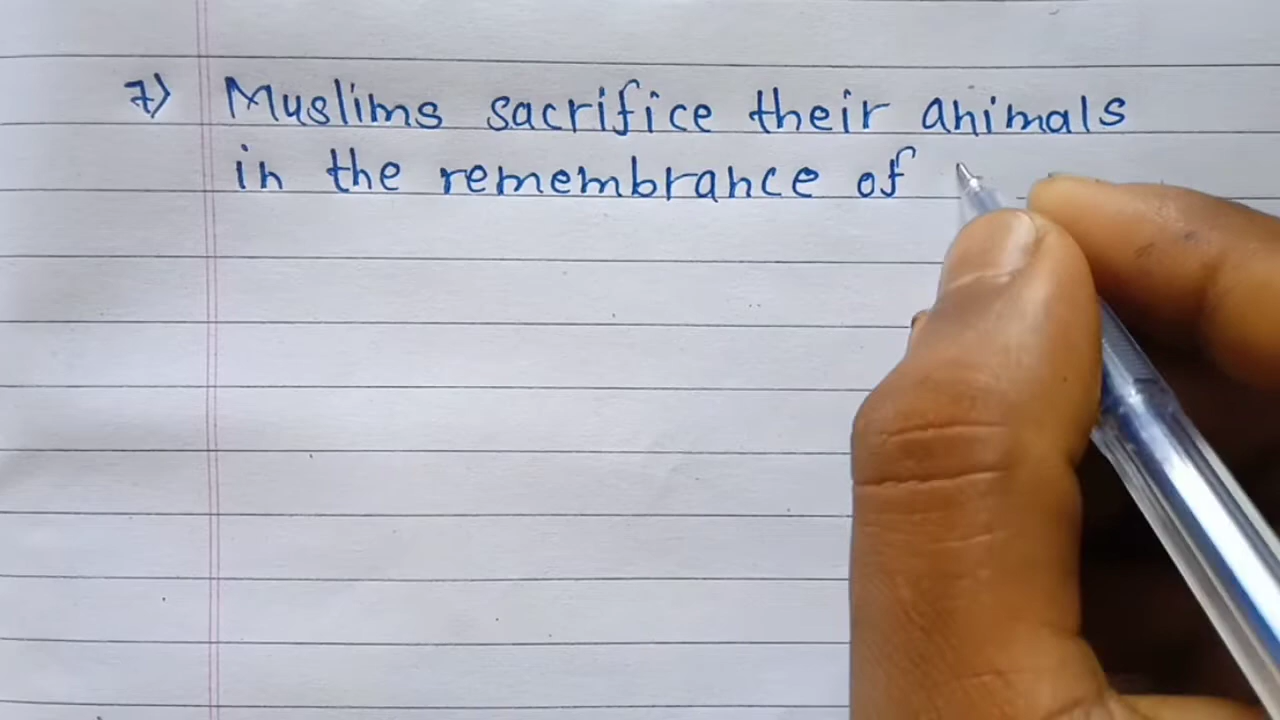 7) Muslims sacrifice their animals
in the remembrance of